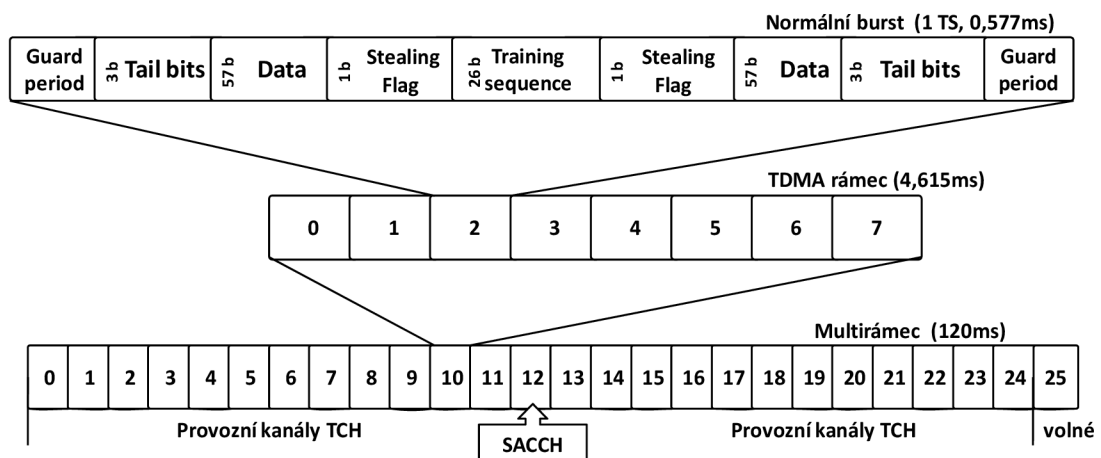 Normální burst (1 TS, 0,577ms)
Guard period
3 b Tail bits
57 b Data
1 b Stealing Flag
26 b Training sequence
1 b Stealing Flag
57 b Data
3 b Tail bits
Guard period
TDMA rámec (4,615ms)
0 1 2 3 4 5 6 7
Multirámec (120ms)
0 1 2 3 4 5 6 7 8 9 10 11 12 13 14 15 16 17 18 19 20 21 22 23 24 25
Provozní kanály TCH
SACCH
Provozní kanály TCH
volné